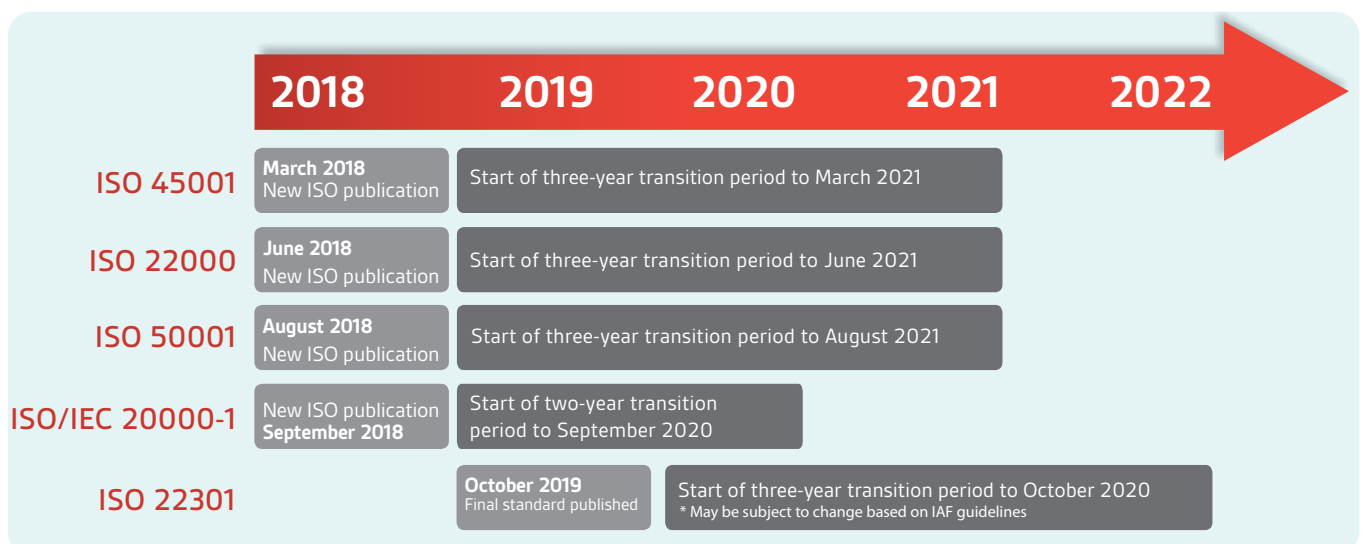 2018 2019 2020 2021 2022
ISO 45001
March 2018
New ISO publication
Start of three-year transition period to March 2021
ISO 22000
June 2018
New ISO publication
Start of three-year transition period to June 2021
ISO 50001
August 2018
New ISO publication
Start of three-year transition period to August 2021
ISO/IEC 20000-1
New ISO publication
September 2018
Start of two-year transition
period to September 2020
ISO 22301
October 2019
Final standard published
Start of three-year transition period to October 2020
* May be subject to change based on IAF guidelines